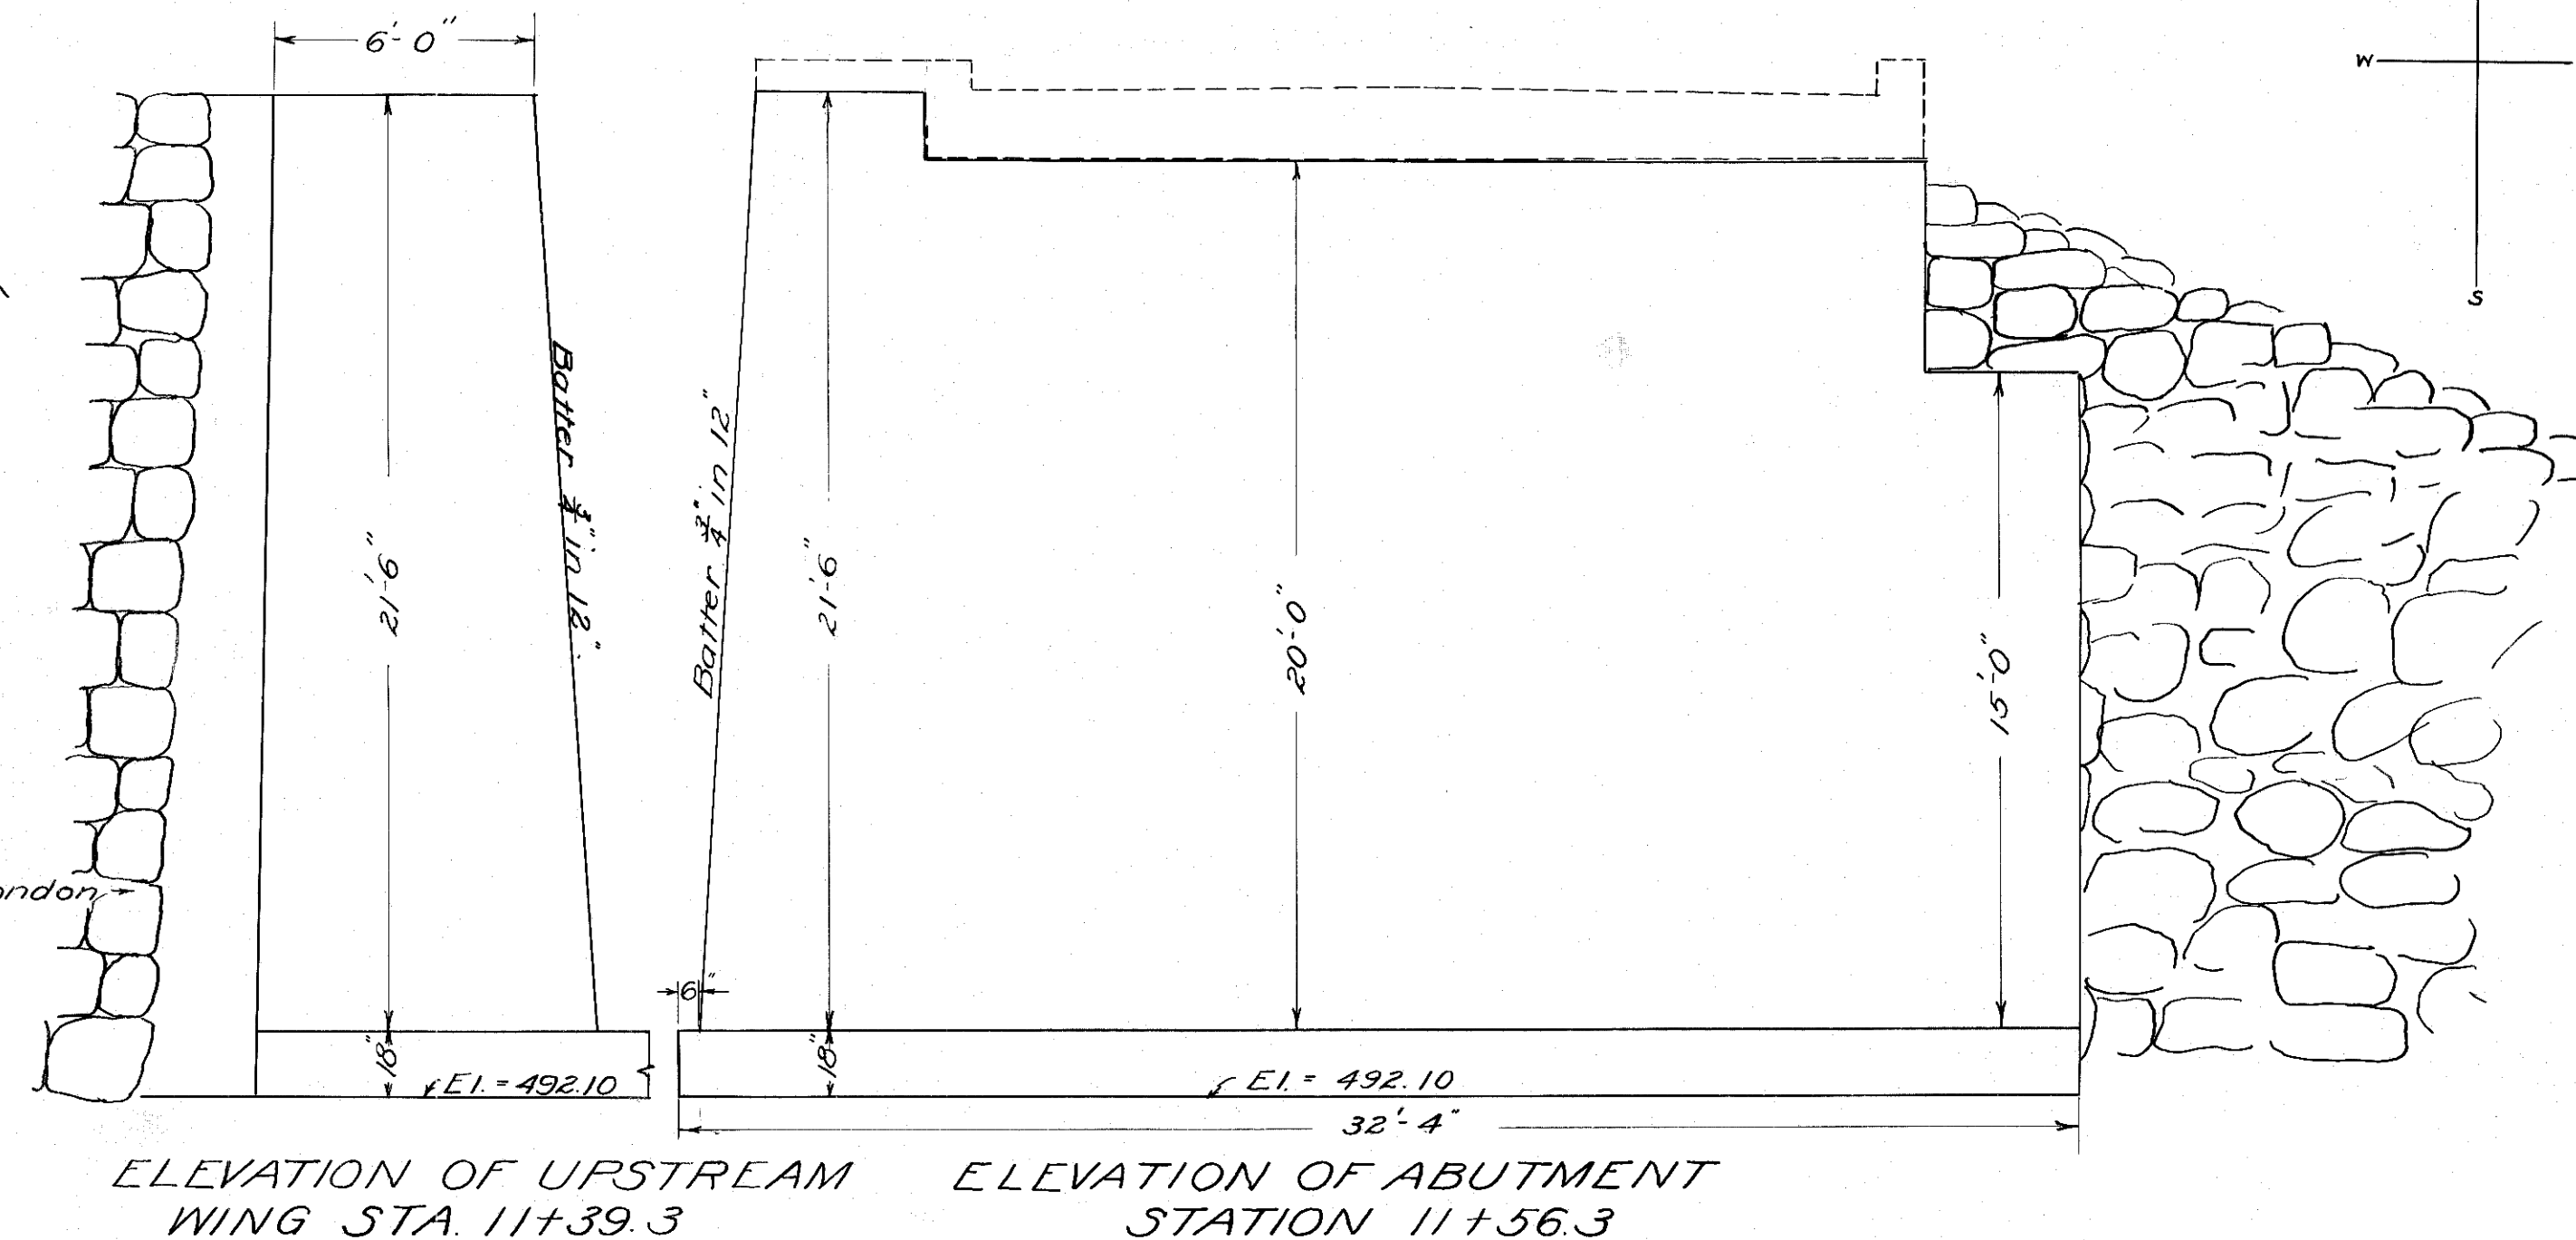 6'-0"
W
S
Batter 3/4" in 12".
Batter 3/4" in 12"
21'-6"
21'-6"
20'-0"
15'-0"
6"
18"
18"
El. = 492.10
El. = 492.10
32'-4"
ELEVATION OF UPSTREAM
WING STA. 11+39.3
ELEVATION OF ABUTMENT
STATION 11+56.3